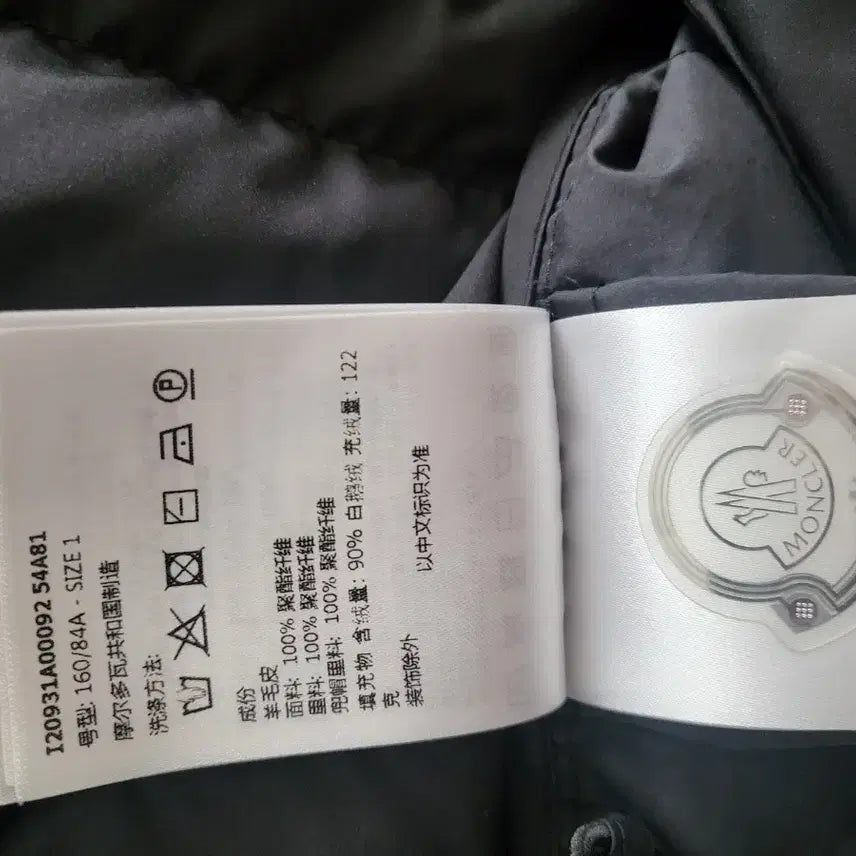 I20931A00092 54A81
号型: 160/84A - SIZE 1
摩尔多瓦共和国制造
洗涤方法:
P
成份
羊毛皮
面料: 100% 聚酯纤维
里料: 100% 聚酯纤维
兜帽里料: 100% 聚酯纤维
填充物 含绒量: 90% 白鹅绒 充绒量: 122
克
装饰除外
以中文标识为准
MONCLER